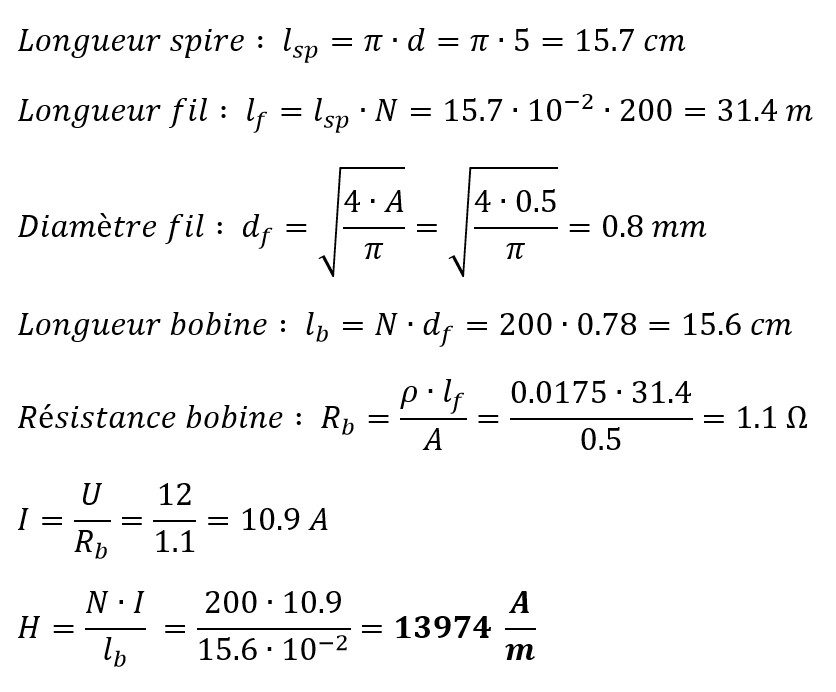 Longueur spire : l_sp = π · d = π · 5 = 15.7 cm
Longueur fil : l_f = l_sp · N = 15.7 · 10⁻² · 200 = 31.4 m
Diamètre fil : d_f = √(4 · A / π) = √(4 · 0.5 / π) = 0.8 mm
Longueur bobine : l_b = N · d_f = 200 · 0.78 = 15.6 cm
Résistance bobine : R_b = ρ · l_f / A = 0.0175 · 31.4 / 0.5 = 1.1 Ω
I = U / R_b = 12 / 1.1 = 10.9 A
H = N · I / l_b = 200 · 10.9 / 15.6 · 10⁻² = 13974 A / m